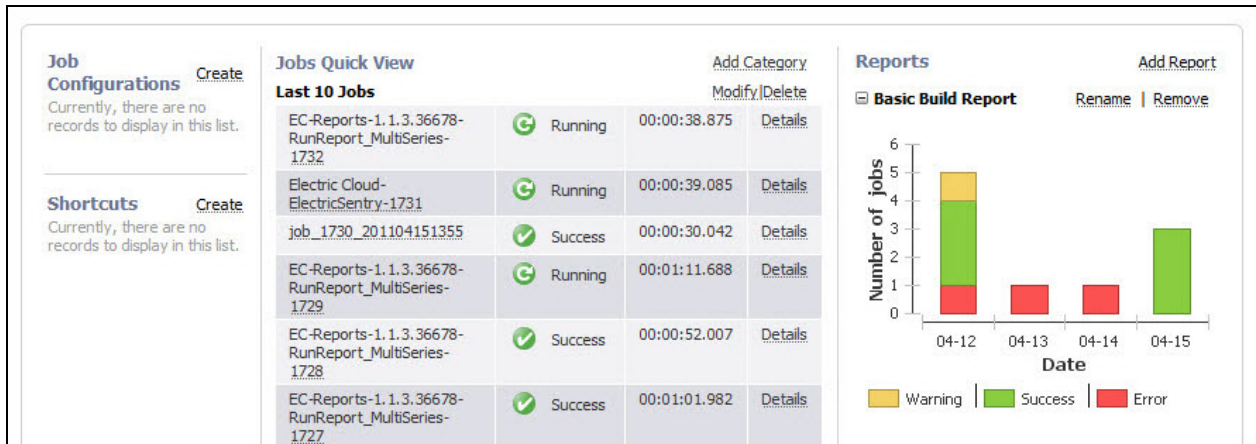 Job
Configurations Create
Currently, there are no
records to display in this list.
Shortcuts Create
Currently, there are no
records to display in this list.
Jobs Quick View Add Category
Last 10 Jobs Modify|Delete
EC-Reports-1.1.3.36678-
RunReport_MultiSeries-
1732
Running 00:00:38.875 Details
Electric Cloud-
ElectricSentry-1731
Running 00:00:39.085 Details
job_1730_201104151355 Success 00:00:30.042 Details
EC-Reports-1.1.3.36678-
RunReport_MultiSeries-
1729
Running 00:01:11.688 Details
EC-Reports-1.1.3.36678-
RunReport_MultiSeries-
1728
Success 00:00:52.007 Details
EC-Reports-1.1.3.36678-
RunReport_MultiSeries-
1727
Success 00:01:01.982 Details
Reports Add Report
Basic Build Report Rename | Remove
Number of jobs
6
5
4
3
2
1
0
04-12 04-13 04-14 04-15
Date
Warning Success Error